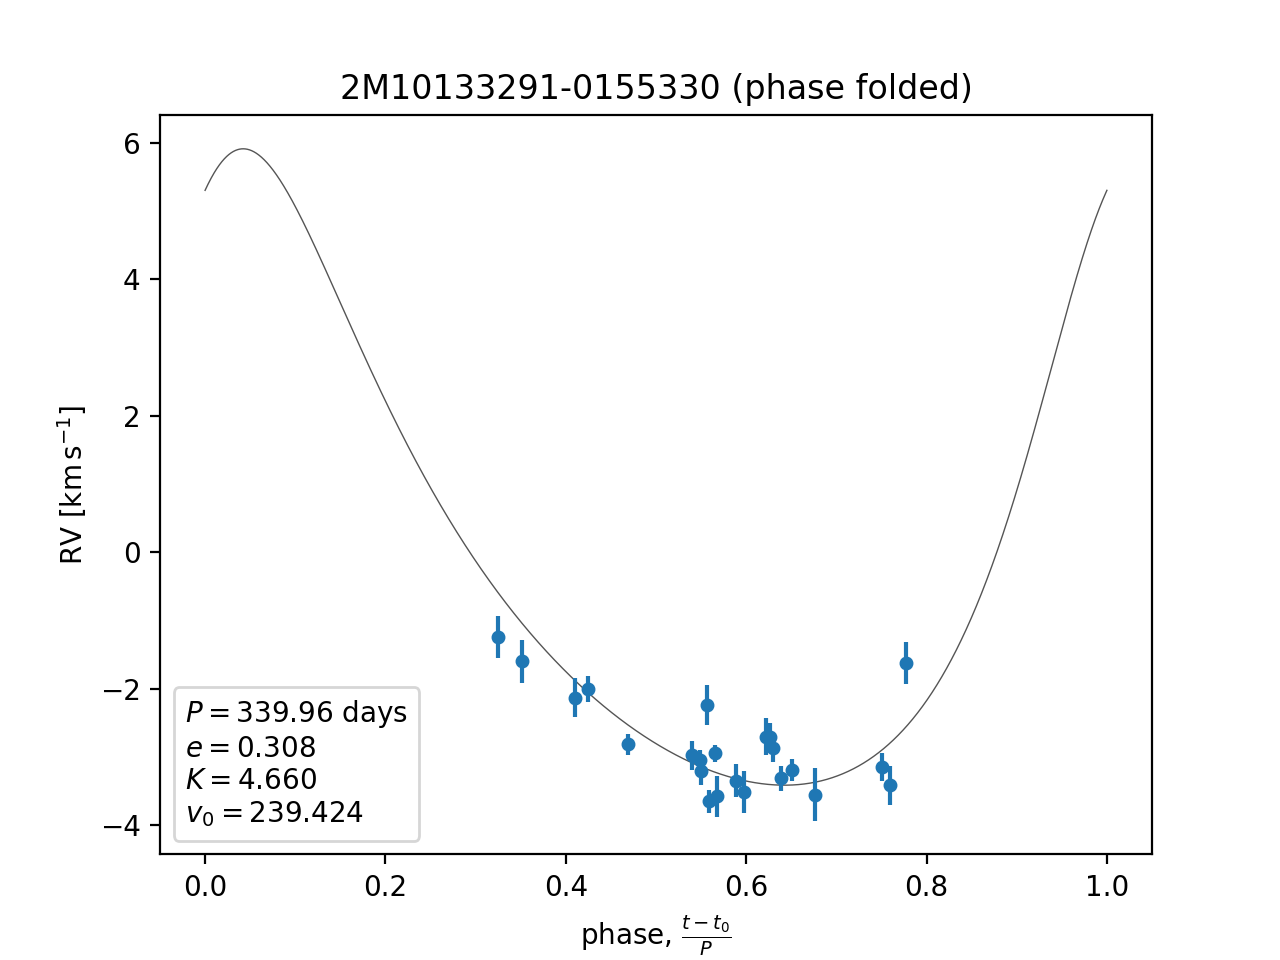 2M10133291-0155330 (phase folded)
RV [km s⁻¹]
6
4
2
0
−2
−4
P = 339.96 days
e = 0.308
K = 4.660
v₀ = 239.424
0.0 0.2 0.4 0.6 0.8 1.0
phase, (t − t₀)/P